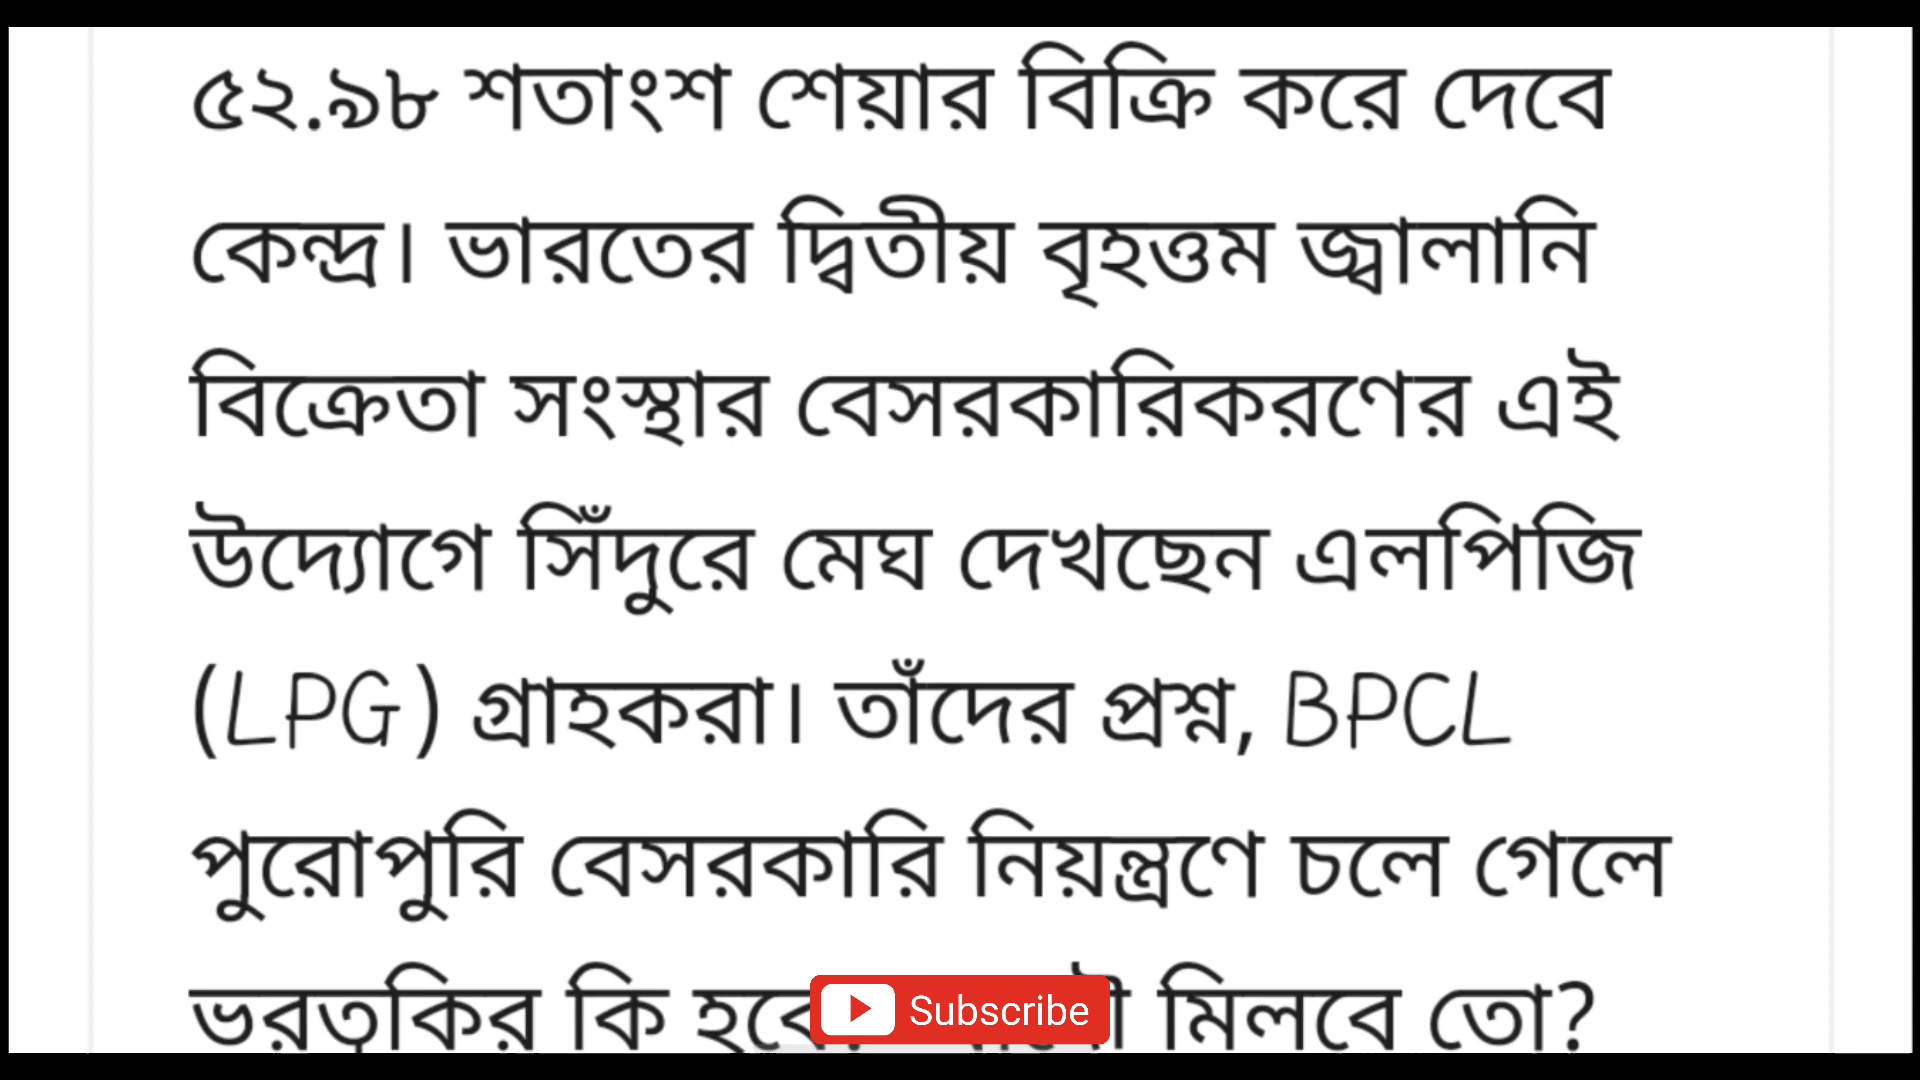 ৫২.৯৮ শতাংশ শেয়ার বিক্রি করে দেবে
কেন্দ্র। ভারতের দ্বিতীয় বৃহত্তম জ্বালানি
বিক্রেতা সংস্থার বেসরকারিকরণের এই
উদ্যোগে সিঁদুরে মেঘ দেখছেন এলপিজি
(LPG) গ্রাহকরা। তাঁদের প্রশ্ন, BPCL
পুরোপুরি বেসরকারি নিয়ন্ত্রণে চলে গেলে
ভরতুকির কি মিলবে তো?
Subscribe